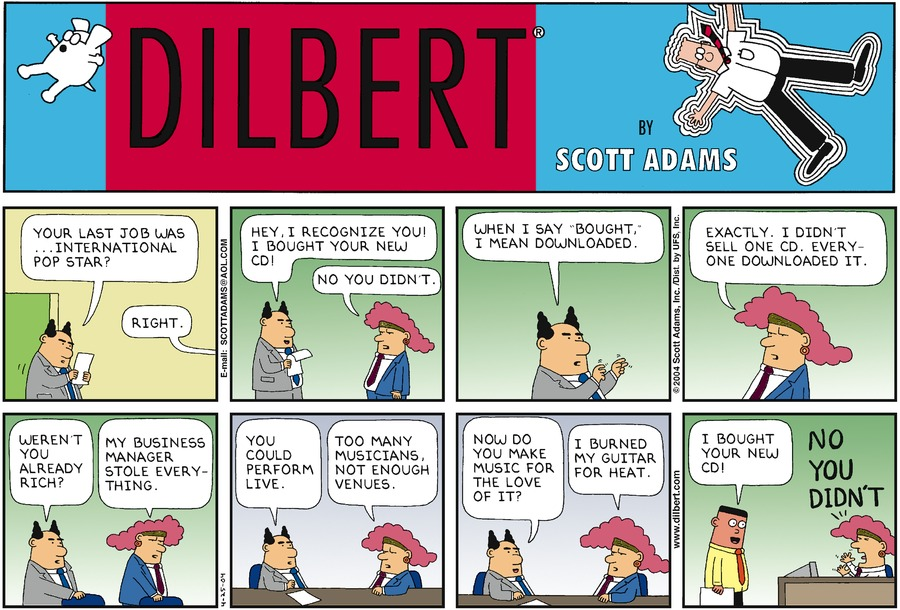 DILBERT®
BY
SCOTT ADAMS
YOUR LAST JOB WAS
...INTERNATIONAL
POP STAR?
RIGHT.
E-mail: SCOTTADAMS@AOL.COM
HEY, I RECOGNIZE YOU!
I BOUGHT YOUR NEW
CD!
NO YOU DIDN'T.
WHEN I SAY "BOUGHT,"
I MEAN DOWNLOADED.
© 2004 Scott Adams, Inc./Dist. by UFS, Inc.
EXACTLY. I DIDN'T
SELL ONE CD. EVERY-
ONE DOWNLOADED IT.
WEREN'T
YOU
ALREADY
RICH?
MY BUSINESS
MANAGER
STOLE EVERY-
THING.
4-25-04
YOU
COULD
PERFORM
LIVE.
TOO MANY
MUSICIANS,
NOT ENOUGH
VENUES.
NOW DO
YOU MAKE
MUSIC FOR
THE LOVE
OF IT?
I BURNED
MY GUITAR
FOR HEAT.
www.dilbert.com
I BOUGHT
YOUR NEW
CD!
NO
YOU
DIDN'T